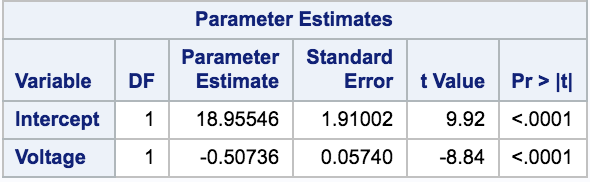 Parameter Estimates
Variable DF Parameter Estimate Standard Error t Value Pr > |t|
Intercept 1 18.95546 1.91002 9.92 <.0001
Voltage 1 -0.50736 0.05740 -8.84 <.0001